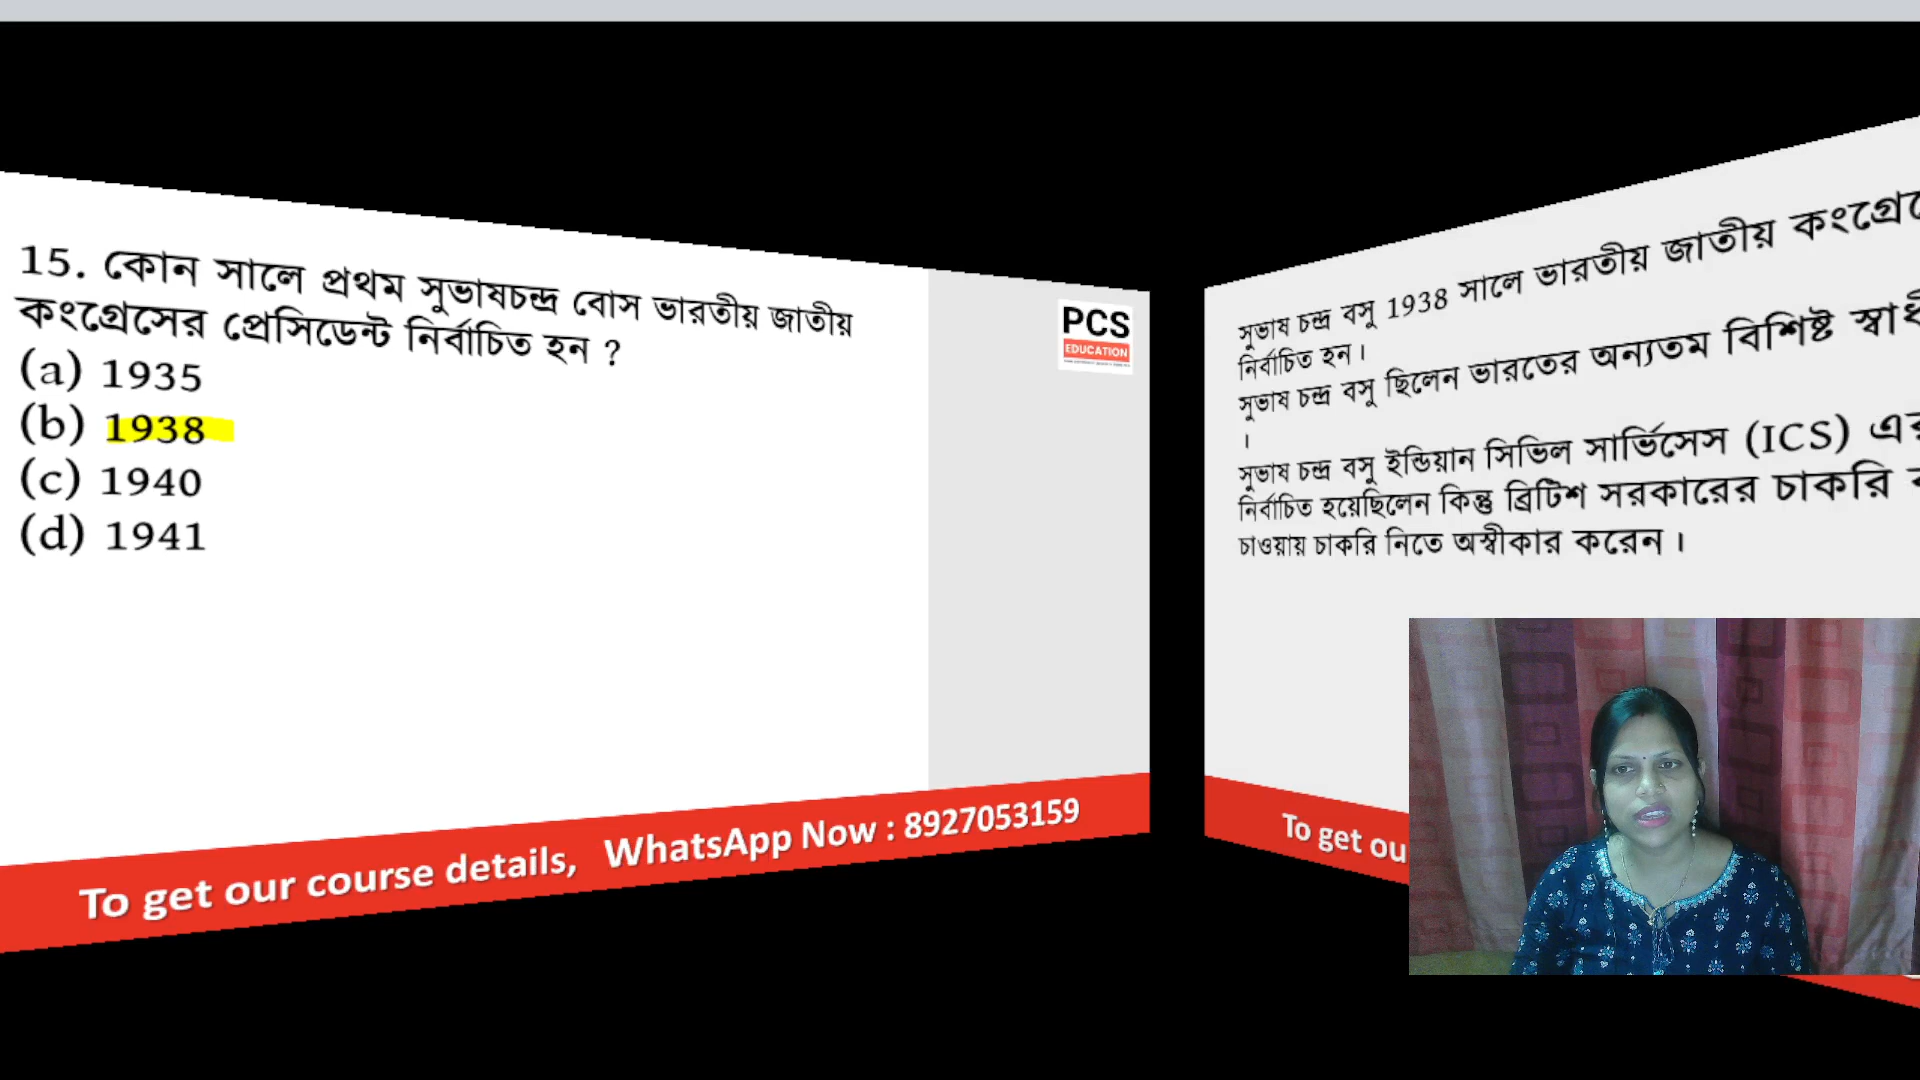 15. কোন সালে প্রথম সুভাষচন্দ্র বোস ভারতীয় জাতীয়
কংগ্রেসের প্রেসিডেন্ট নির্বাচিত হন ?
(a) 1935
(b) 1938
(c) 1940
(d) 1941
PCS
EDUCATION
To get our course details, WhatsApp Now : 8927053159
সুভাষ চন্দ্র বসু 1938 সালে ভারতীয় জাতীয়
নির্বাচিত হন।
সুভাষ চন্দ্র বসু ছিলেন ভারতের অন্যতম বিশিষ্ট
।
সুভাষ চন্দ্র বসু ইন্ডিয়ান সিভিল সার্ভিসেস (ICS)
নির্বাচিত হয়েছিলেন কিন্তু ব্রিটিশ সরকারের চাকরি
চাওয়ায় চাকরি নিতে অস্বীকার করেন।
To get ou